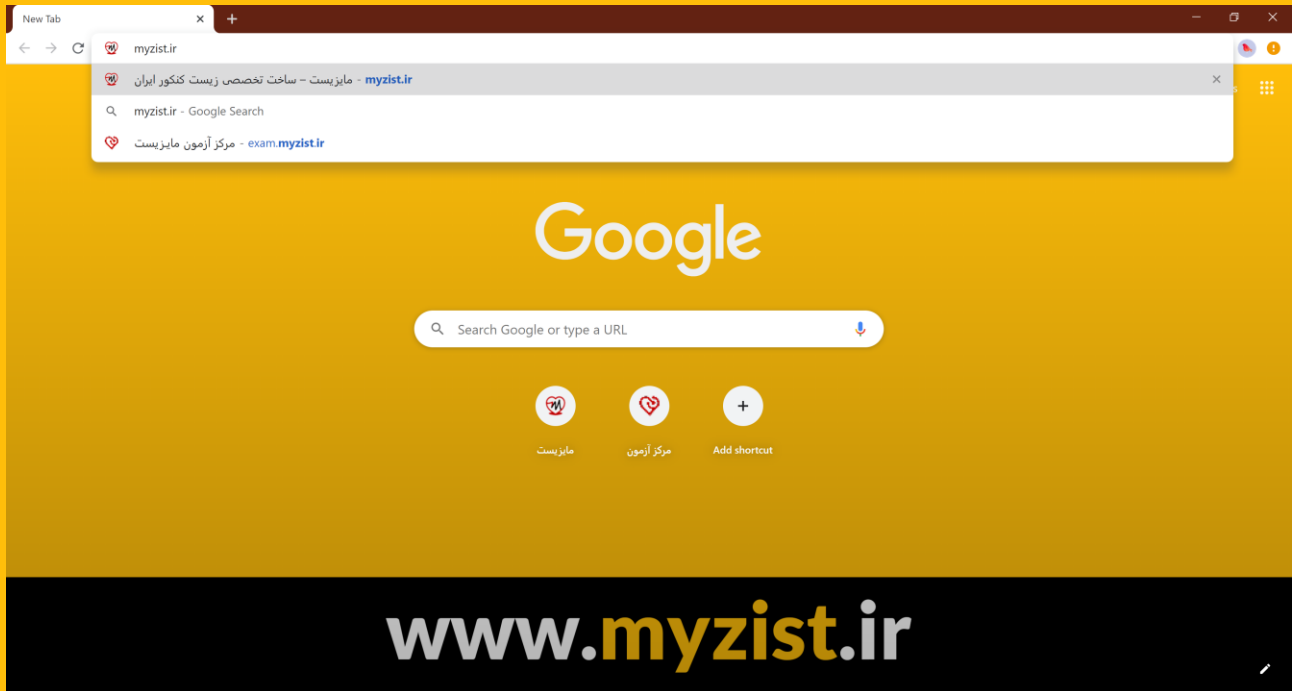 New Tab
myzist.ir
myzist.ir - مایزیست – ساخت تخصصی زیست کنکور ایران
myzist.ir - Google Search
exam.myzist.ir - مرکز آزمون مایزیست
Google
Search Google or type a URL
مایزیست
مرکز آزمون
Add shortcut
www.myzist.ir